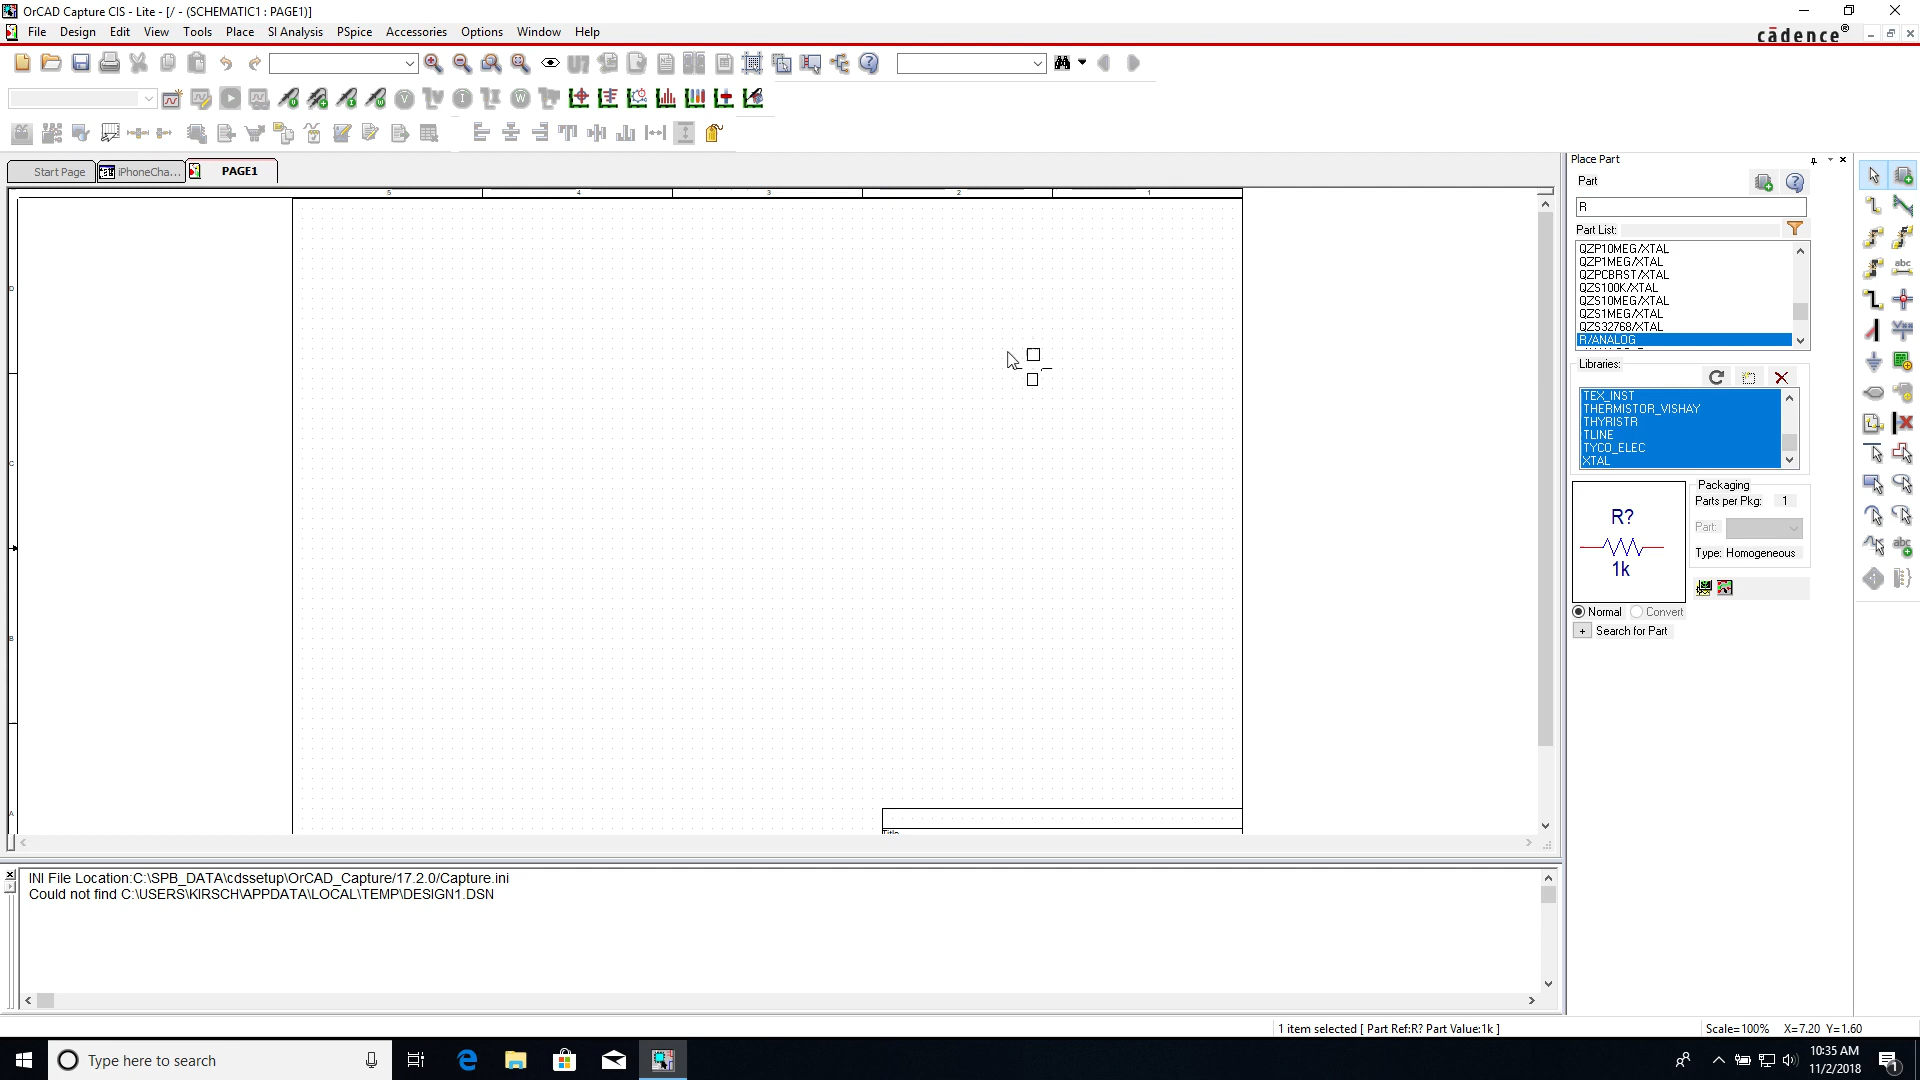 OrCAD Capture CIS - Lite - [/ - (SCHEMATIC1 : PAGE1)]
File Design Edit View Tools Place SI Analysis PSpice Accessories Options Window Help
cādence®
Start Page iPhoneCha... PAGE1
5 4 3 2 1
D
C
B
A
Title
Place Part
Part
R
Part List:
QZP10MEG/XTAL
QZP1MEG/XTAL
QZPCBRST/XTAL
QZS100K/XTAL
QZS10MEG/XTAL
QZS1MEG/XTAL
QZS32768/XTAL
R/ANALOG
Libraries:
TEX_INST
THERMISTOR_VISHAY
THYRISTR
TLINE
TYCO_ELEC
XTAL
R?
1k
Packaging
Parts per Pkg: 1
Part:
Type: Homogeneous
Normal Convert
+ Search for Part
abc
abc
INI File Location:C:\SPB_DATA\cdssetup\OrCAD_Capture/17.2.0/Capture.ini
Could not find C:\USERS\KIRSCH\APPDATA\LOCAL\TEMP\DESIGN1.DSN
1 item selected [ Part Ref:R? Part Value:1k ]
Scale=100% X=7.20 Y=1.60
Type here to search
10:35 AM
11/2/2018
1